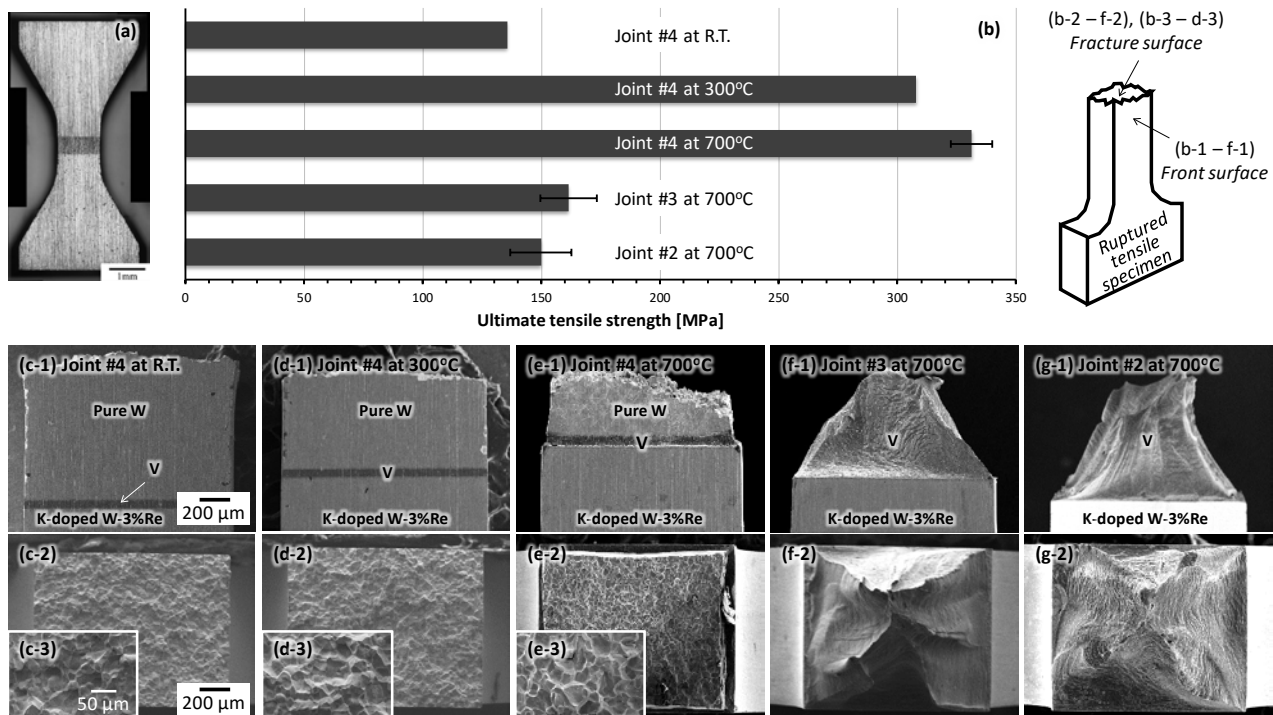 (a)
1mm
Joint #4 at R.T.
(b)
Joint #4 at 300°C
Joint #4 at 700°C
Joint #3 at 700°C
Joint #2 at 700°C
0 50 100 150 200 250 300 350
Ultimate tensile strength [MPa]
(b-2 – f-2), (b-3 – d-3)
Fracture surface
(b-1 – f-1)
Front surface
Ruptured
tensile
specimen
(c-1) Joint #4 at R.T.
Pure W
V
200 µm
K-doped W-3%Re
(d-1) Joint #4 at 300°C
Pure W
V
K-doped W-3%Re
(e-1) Joint #4 at 700°C
Pure W
V
K-doped W-3%Re
(f-1) Joint #3 at 700°C
V
K-doped W-3%Re
(g-1) Joint #2 at 700°C
V
K-doped W-3%Re
(c-2)
(c-3)
50 µm
200 µm
(d-2)
(d-3)
(e-2)
(e-3)
(f-2)
(g-2)